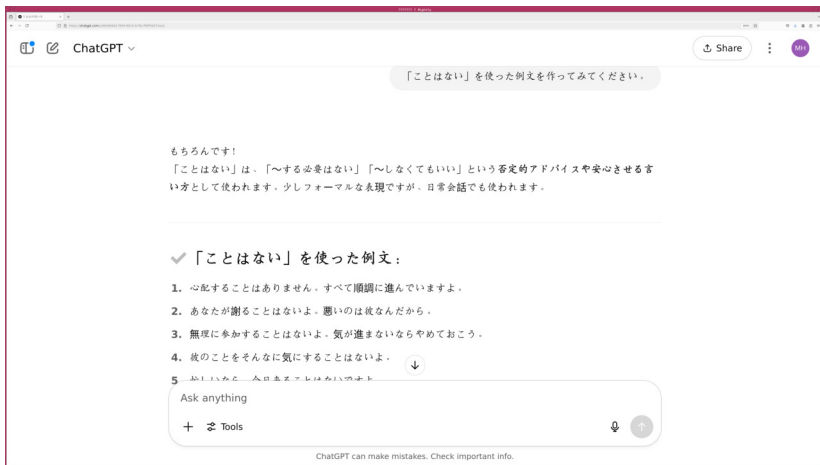 ChatGPT
Share
MH
「ことはない」を使った例文を作ってみてください。
もちろんです！
「ことはない」は、「〜する必要はない」「〜しなくてもいい」という否定的アドバイスや安心させる言
い方として使われます。少しフォーマルな表現ですが、日常会話でも使われます。
「ことはない」を使った例文：
1. 心配することはありません。すべて順調に進んでいますよ。
2. あなたが謝ることはないよ。悪いのは彼なんだから。
3. 無理に参加することはないよ。気が進まないならやめておこう。
4. 彼のことをそんなに気にすることはないよ。
5
Ask anything
Tools
ChatGPT can make mistakes. Check important info.